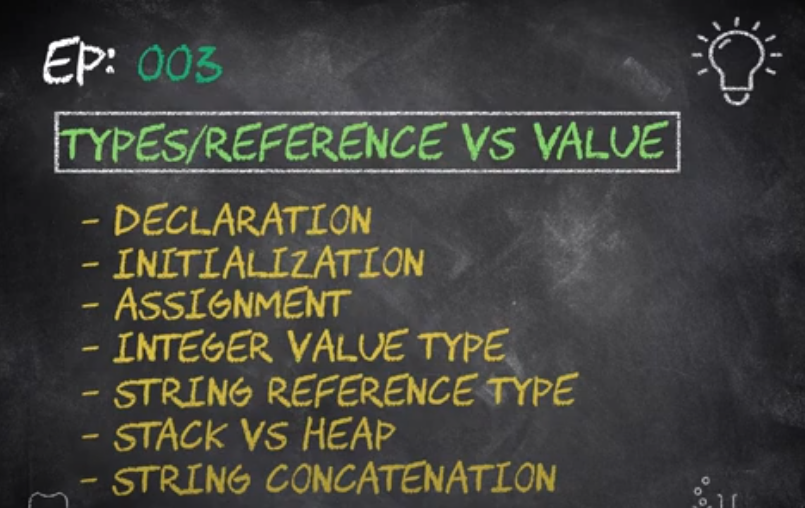 EP: 003
TYPES/REFERENCE VS VALUE
- DECLARATION
- INITIALIZATION
- ASSIGNMENT
- INTEGER VALUE TYPE
- STRING REFERENCE TYPE
- STACK VS HEAP
- STRING CONCATENATION